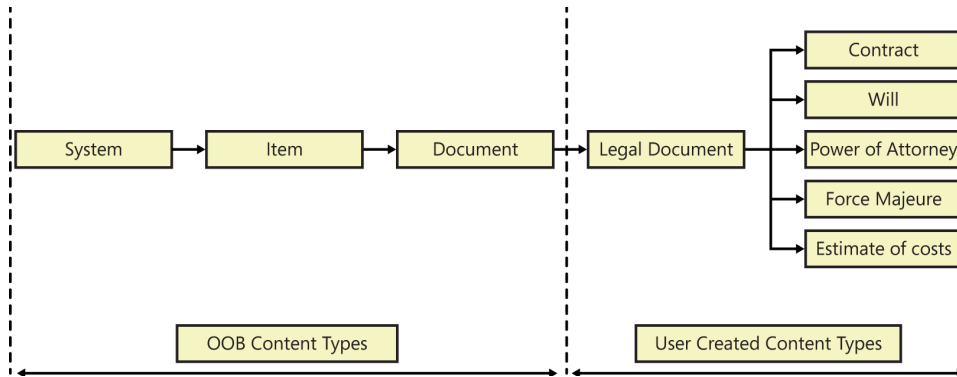 Contract
Will
System
Item
Document
Legal Document
Power of Attorney
Force Majeure
Estimate of costs
OOB Content Types
User Created Content Types